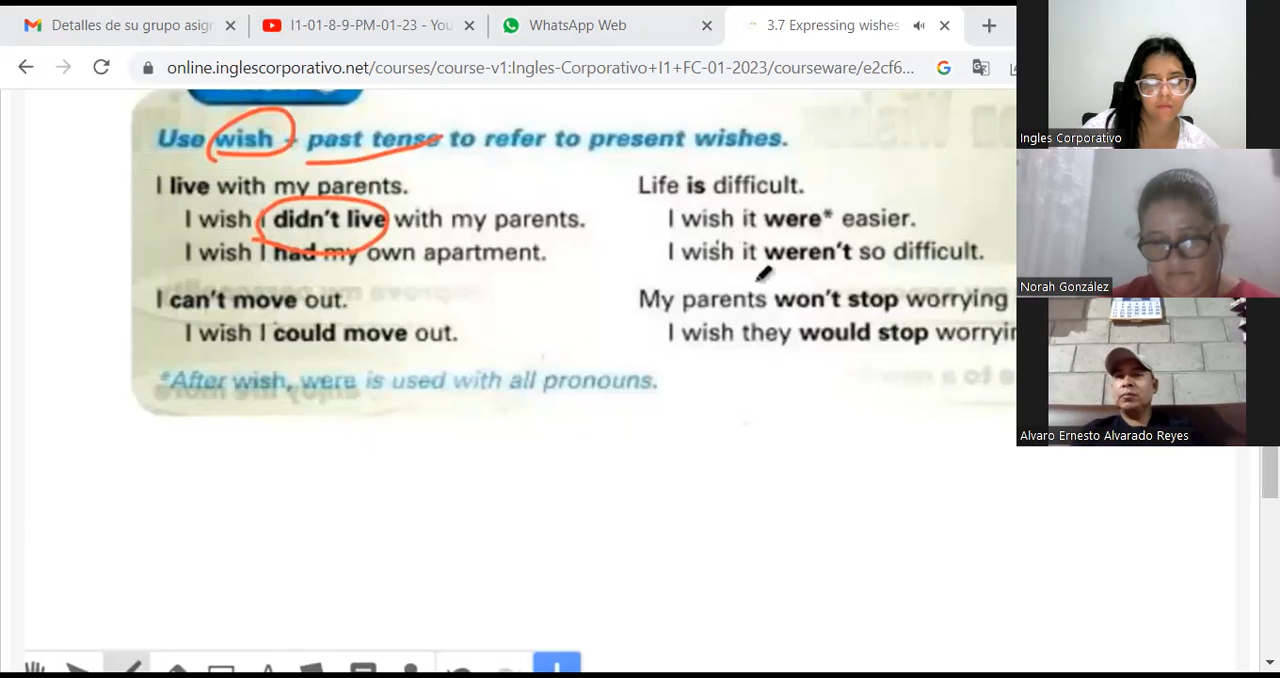 Detalles de su grupo asig
I1-01-8-9-PM-01-23 - You
WhatsApp Web
3.7 Expressing wishes
online.inglescorporativo.net/courses/course-v1:Ingles-Corporativo+I1+FC-01-2023/courseware/e2cf6...
Use wish + past tense to refer to present wishes.
I live with my parents.
I wish I didn't live with my parents.
I wish I had my own apartment.
I can't move out.
I wish I could move out.
Life is difficult.
I wish it were* easier.
I wish it weren't so difficult.
My parents won't stop worrying
I wish they would stop worryin
*After wish, were is used with all pronouns.
Ingles Corporativo
Norah González
Alvaro Ernesto Alvarado Reyes